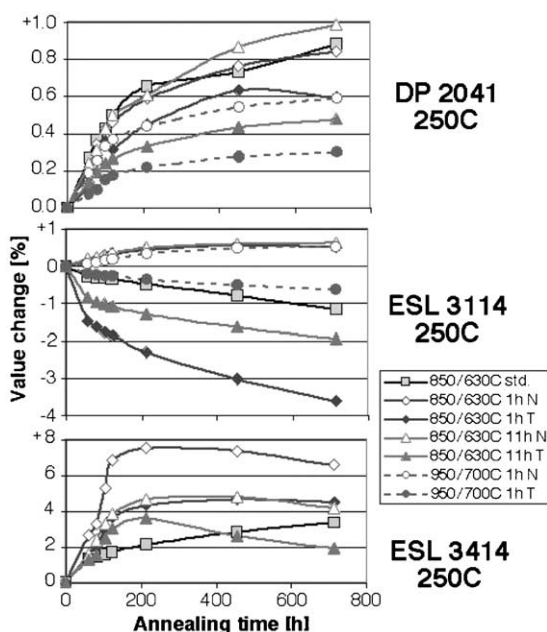 +1.0
0.8
0.6
0.4
0.2
0.0
DP 2041
250C
+1
0
-1
-2
-3
-4
ESL 3114
250C
Value change [%]
850/630C std.
850/630C 1h N
850/630C 1h T
850/630C 11h N
850/630C 11h T
950/700C 1h N
950/700C 1h T
+8
6
4
2
0
ESL 3414
250C
0 200 400 600 800
Annealing time [h]